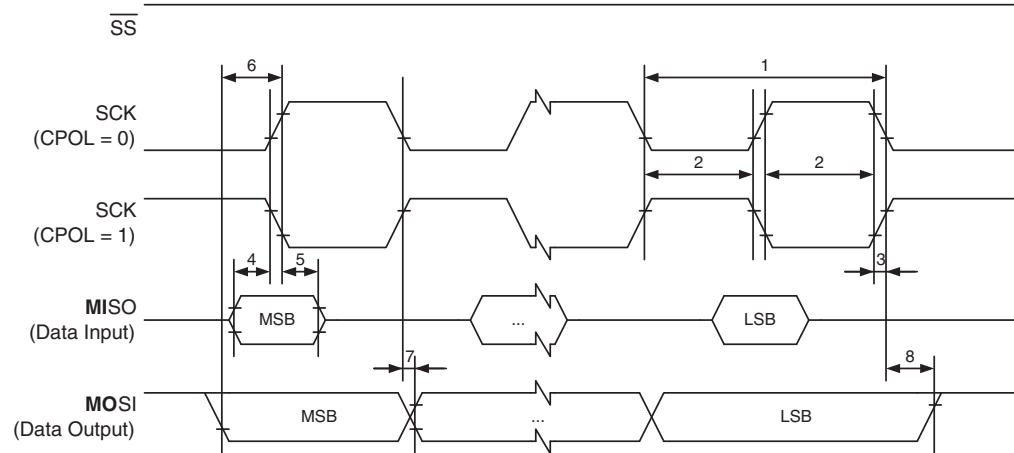 SS
6
1
SCK
(CPOL = 0)
2
2
SCK
(CPOL = 1)
4
5
3
MISO
(Data Input)
MSB
...
LSB
7
8
MOSI
(Data Output)
MSB
...
LSB